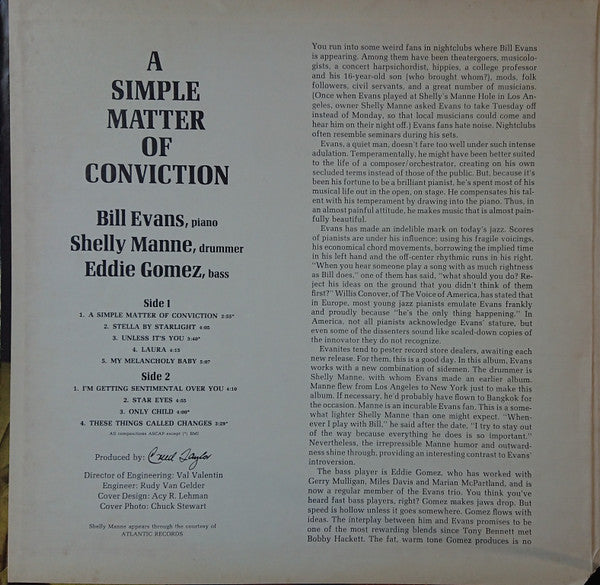 A
SIMPLE
MATTER
OF
CONVICTION
Bill Evans, piano
Shelly Manne, drummer
Eddie Gomez, bass
Side 1
1. A SIMPLE MATTER OF CONVICTION 2:55*
2. STELLA BY STARLIGHT 4:05
3. UNLESS IT'S YOU 3:40*
4. LAURA 4:13
5. MY MELANCHOLY BABY 5:07
Side 2
1. I'M GETTING SENTIMENTAL OVER YOU 4:10
2. STAR EYES 4:55
3. ONLY CHILD 4:00*
4. THESE THINGS CALLED CHANGES 3:29*
All compositions ASCAP except (*) BMI
Produced by: Creed Taylor
Director of Engineering: Val Valentin
Engineer: Rudy Van Gelder
Cover Design: Acy R. Lehman
Cover Photo: Chuck Stewart
Shelly Manne appears through the courtesy of
ATLANTIC RECORDS
You run into some weird fans in nightclubs where Bill Evans
is appearing. Among them have been theatergoers, musicolo-
gists, a concert harpsichordist, hippies, a college professor
and his 16-year-old son (who brought whom?), mods, folk
followers, civil servants, and a great number of musicians.
(Once when Evans played at Shelly's Manne Hole in Los An-
geles, owner Shelly Manne asked Evans to take Tuesday off
instead of Monday, so that local musicians could come and
hear him on their night off.) Evans fans hate noise. Nightclubs
often resemble seminars during his sets.
Evans, a quiet man, doesn't fare too well under such intense
adulation. Temperamentally, he might have been better suited
to the life of a composer/orchestrator, creating on his own
secluded terms instead of those of the public. But, because it's
been his fortune to be a brilliant pianist, he's spent most of his
musical life out in the open, on stage. He compensates his tal-
ent with his temperament by drawing into the piano. Thus, in
an almost painful attitude, he makes music that is almost pain-
fully beautiful.
Evans has made an indelible mark on today's jazz. Scores
of pianists are under his influence: using his fragile voicings,
his economical chord movements, borrowing the implied time
in his left hand and the off-center rhythmic runs in his right.
"When you hear someone play a song with as much rightness
as Bill does," one of them has said, "what should you do? Re-
ject his ideas on the ground that you didn't think of them
first?" Willis Conover, of The Voice of America, has stated that
in Europe, most young jazz pianists emulate Evans frankly
and proudly because "he's the only thing happening." In
America, not all pianists acknowledge Evans' stature, but
even some of the dissenters sound like scaled-down copies of
the innovator they do not recognize.
Evanites tend to pester record store dealers, awaiting each
new release. For them, this is a good day. In this album, Evans
works with a new combination of sidemen. The drummer is
Shelly Manne, with whom Evans made an earlier album.
Manne flew from Los Angeles to New York just to make this
album. If necessary, he'd probably have flown to Bangkok for
the occasion. Manne is an incurable Evans fan. This is a some-
what lighter Shelly Manne than one might expect. "When-
ever I play with Bill," he said after the date, "I try to stay out
of the way because everything he does is so important."
Nevertheless, the irrepressible Manne humor and outward-
ness shine through, providing an interesting contrast to Evans'
introversion.
The bass player is Eddie Gomez, who has worked with
Gerry Mulligan, Miles Davis and Marian McPartland, and is
now a regular member of the Evans trio. You think you've
heard fast bass players, right? Gomez makes jaws drop. But
speed is hollow unless it goes somewhere. Gomez flows with
ideas. The interplay between him and Evans promises to be
one of the most rewarding blends since Tony Bennett met
Bobby Hackett. The fat, warm tone Gomez produces is no